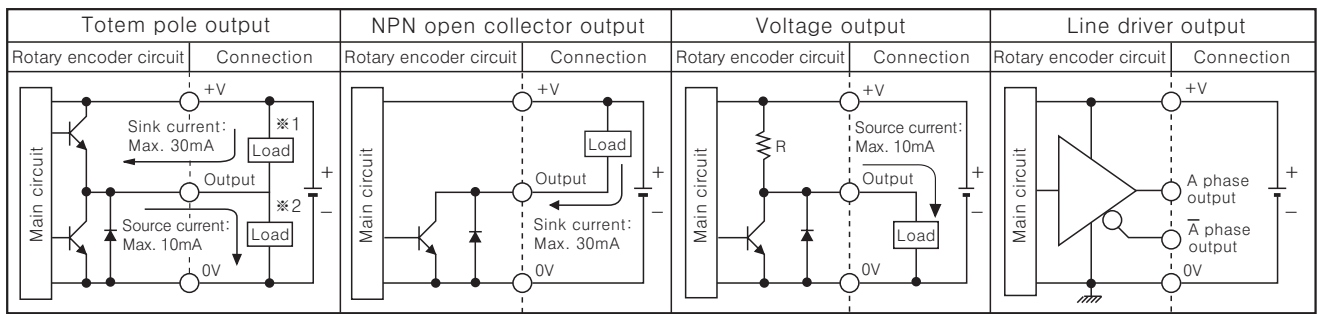 Totem pole output
Rotary encoder circuit
Connection
Main circuit
+V
Sink current:
Max. 30mA
※1
Load
Output
※2
Source current:
Max. 10mA
Load
0V
+
−
NPN open collector output
Rotary encoder circuit
Connection
Main circuit
+V
Load
Output
Sink current:
Max. 30mA
0V
+
−
Voltage output
Rotary encoder circuit
Connection
Main circuit
+V
R
Source current:
Max. 10mA
Output
Load
0V
+
−
Line driver output
Rotary encoder circuit
Connection
Main circuit
+V
A phase
output
A̅ phase
output
0V
+
−